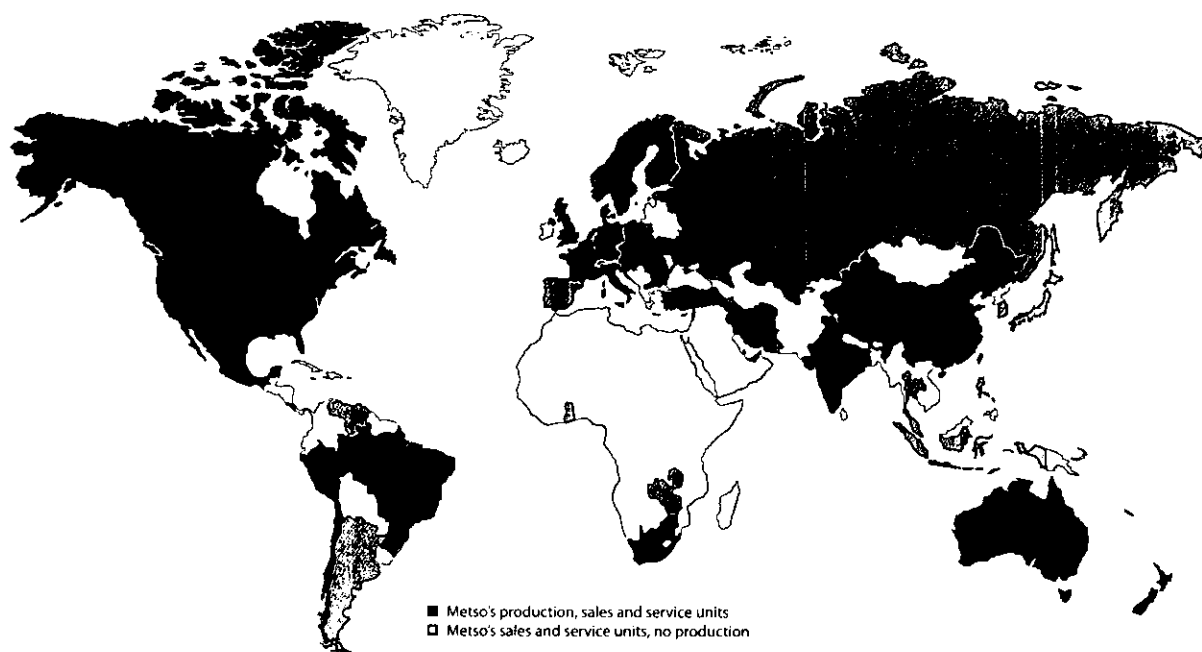 Metso's production, sales and service units
Metso's sales and service units, no production